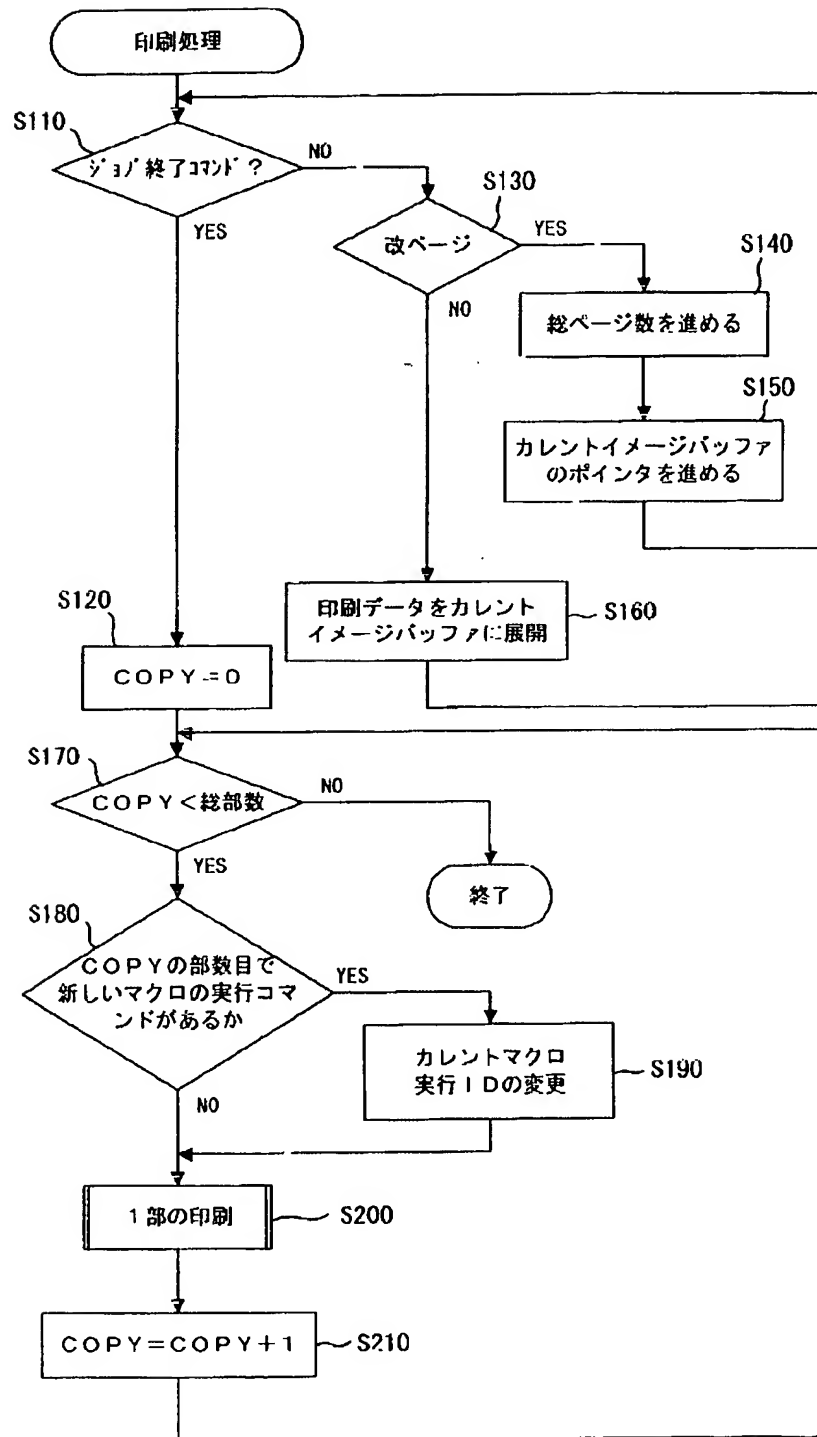 印刷処理
S110
ジョブ終了コマンド?
NO
YES
S130
改ページ
YES
NO
S140
総ページ数を進める
S150
カレントイメージバッファ
のポインタを進める
S120
COPY=0
印刷データをカレント
イメージバッファに展開
S160
S170
COPY<総部数
NO
YES
終了
S180
COPYの部数目で
新しいマクロの実行コマ
ンドがあるか
YES
NO
カレントマクロ
実行IDの変更
S190
1部の印刷
S200
COPY=COPY+1
S210